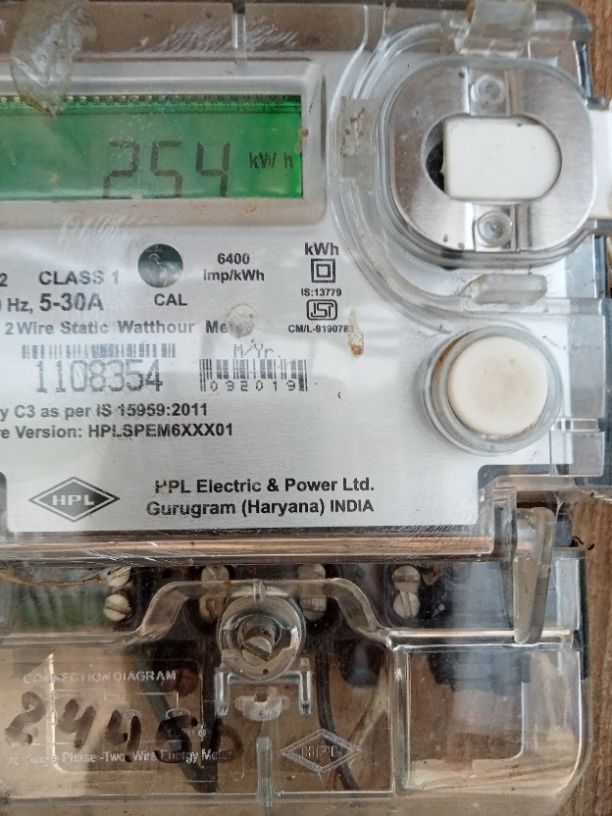 254 kWh
2 CLASS 1
CAL
6400
imp/kWh
kWh
IS:13779
Hz, 5-30A
2 Wire Static Watthour
CM/L-919078
M/Yr.
1108354
092019
y C3 as per IS 15959:2011
re Version: HPLSPEM6XXX01
HPL
HPL Electric & Power Ltd.
Gurugram (Haryana) INDIA
CONNECTION DIAGRAM
Single Phase -Two Wire Energy Meter
HPL